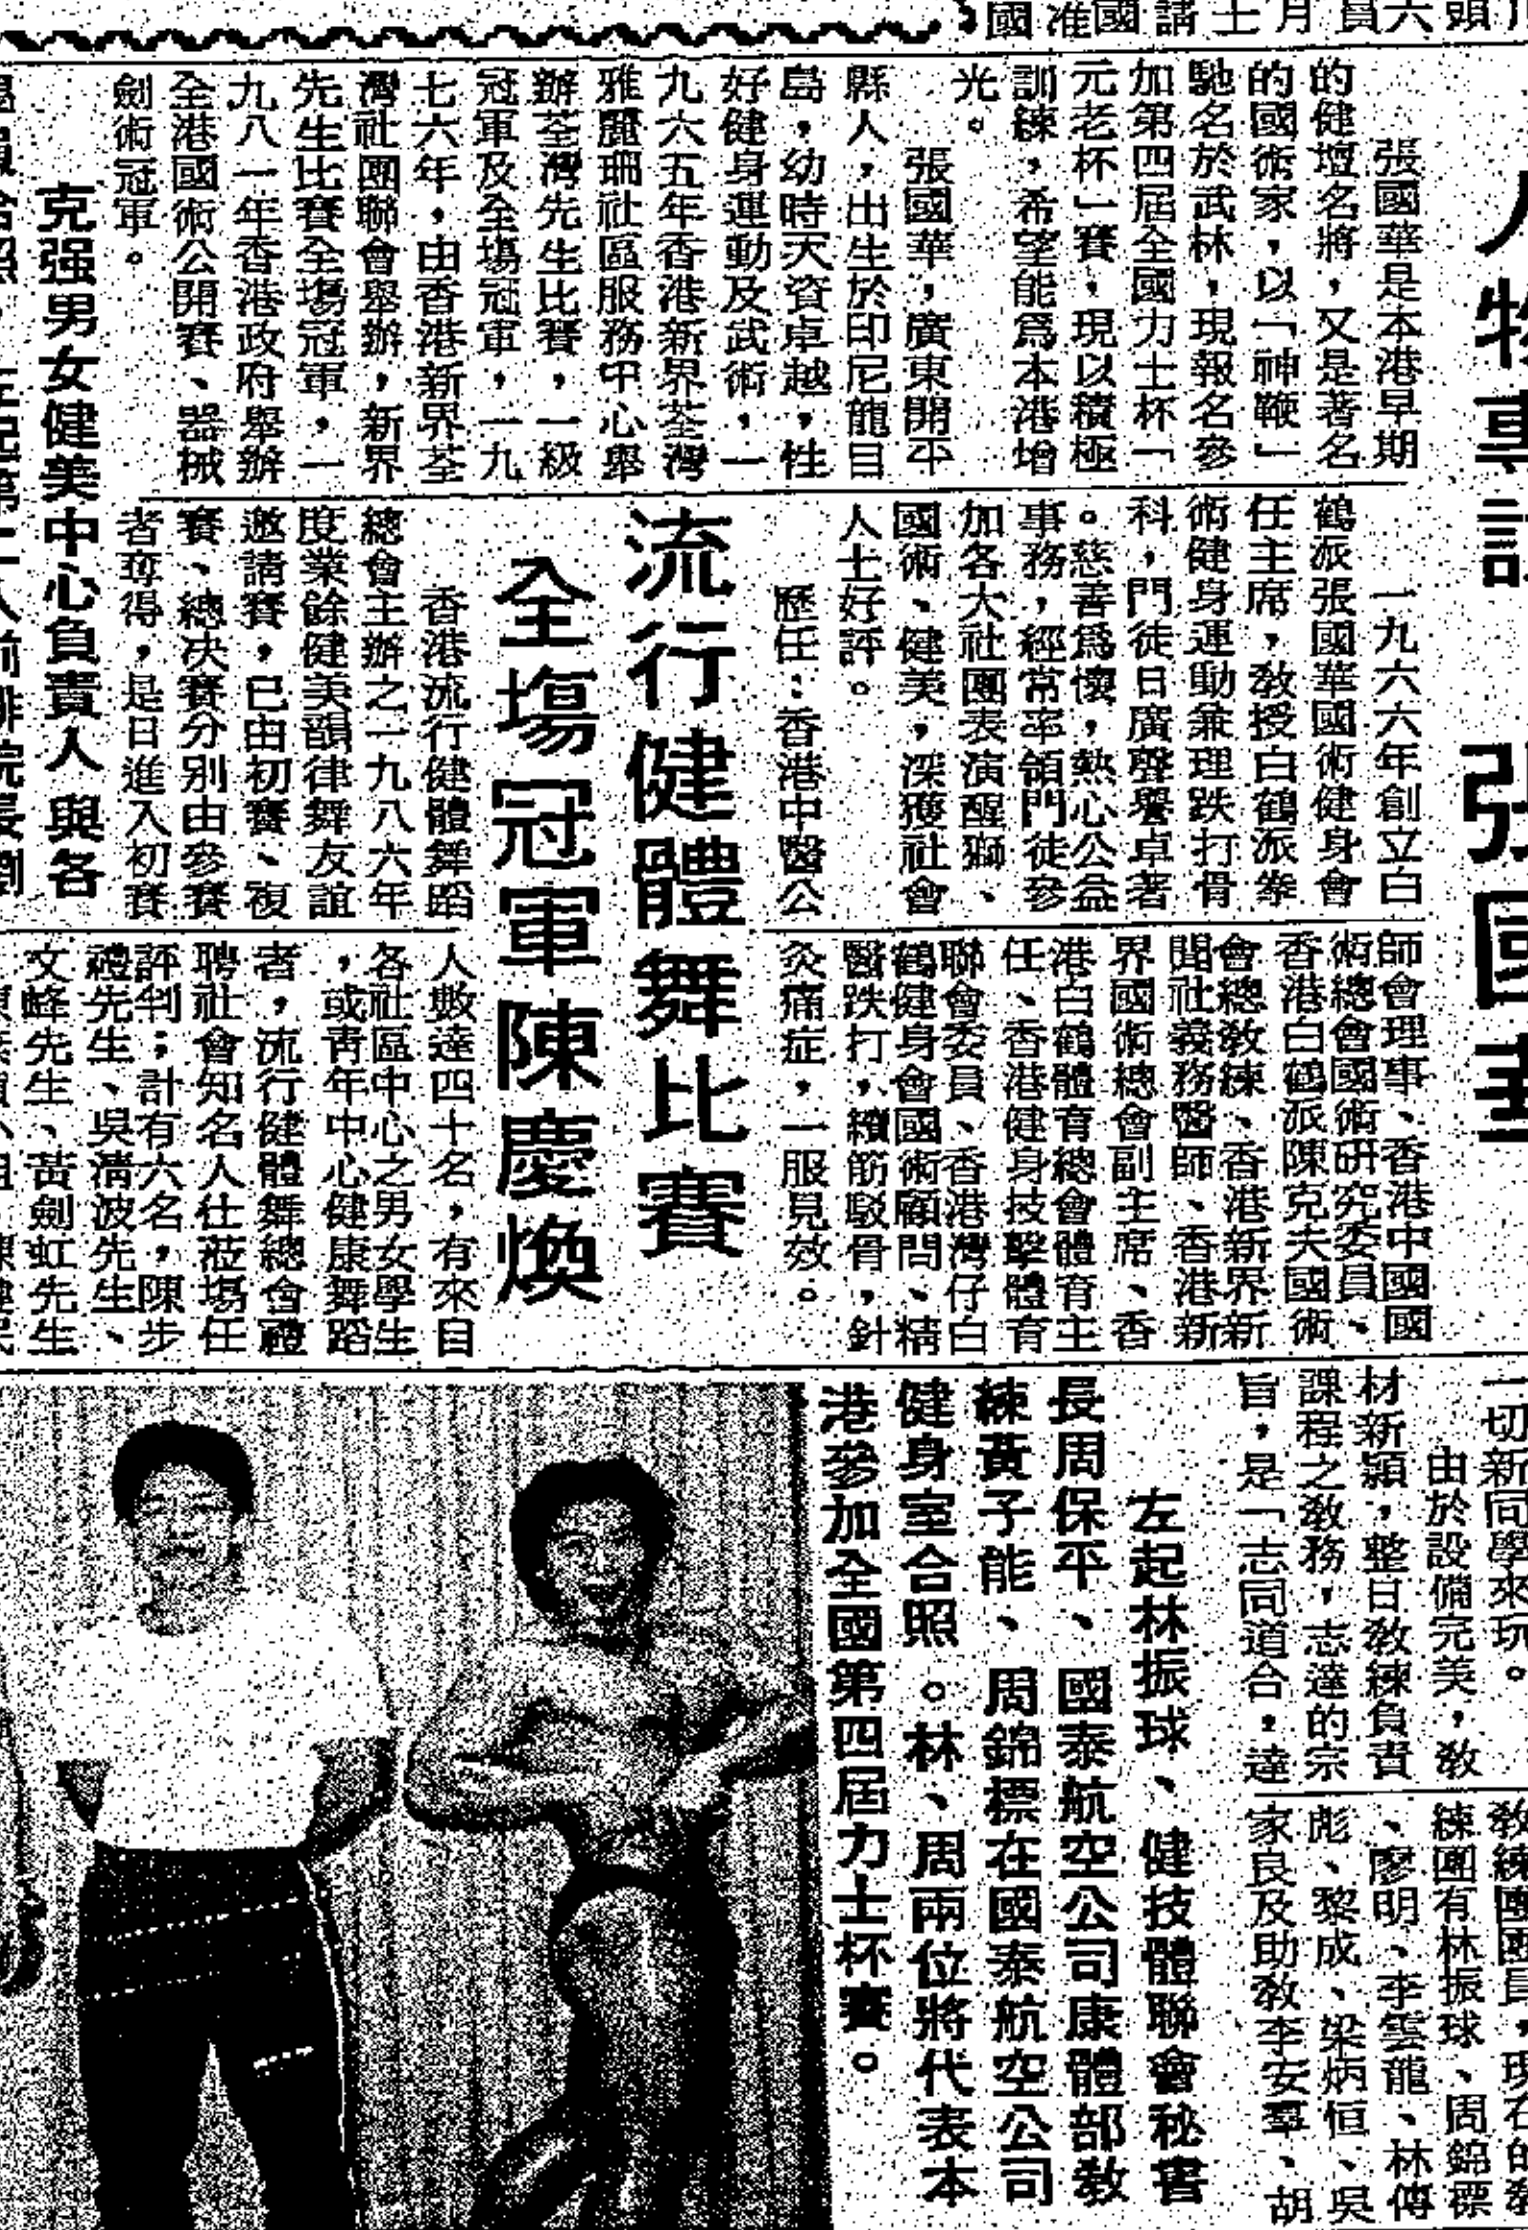 人物專訪　張國華
張國華是本港早期
的健壇名將，又是著名
的國術家，以「神鞭」
馳名於武林，現報名參
加第四屆全國力士杯「
元老杯」賽，現以積極
訓練，希望能爲本港增
光。
張國華，廣東開平
縣人，出生於印尼龍目
島，幼時天資卓越，性
好健身運動及武術，一
九六五年香港新界荃灣
雅麗珊社區服務中心舉
辦荃灣先生比賽，一級
冠軍及全塲冠軍，一九
七六年，由香港新界荃
灣社團聯會舉辦，新界
先生比賽全塲冠軍，一
九八一年香港政府舉辦
全港國術公開賽、器械
劍術冠軍。
一九六六年創立白
鶴派張國華國術健身會
任主席，教授白鶴派拳
術健身運動兼理跌打骨
科，門徒日廣聲譽卓著
。慈善爲懷，熱心公益
事務，經常率領門徒參
加各大社團表演醒獅、
國術、健美，深獲社會
人士好評。
歷任：香港中醫公
師會理事、香港中國國
術總會國術研究委員、
香港白鶴派陳克夫國術
會總教練、香港新界新
聞社義務醫師、香港新
界國術總會副主席、香
港白鶴體育總會體育主
任、香港健身技擊體育
聯會委員、香港灣仔白
鶴健身會國術顧問、精
醫跌打，續筋駁骨，針
灸痛症，一服見效。
流行健體舞比賽
全塲冠軍陳慶煥
香港流行健體舞蹈
總會主辦之一九八六年
度業餘健美韻律舞友誼
邀請賽，已由初賽、複
賽、總決賽分別由參賽
者奪得，是日進入初賽
人數達四十名，有來自
各社區中心之男女學生
，或靑年中心健康舞蹈
者，流行健體舞總會禮
聘社會知名人仕蒞塲任
評判；計有六名，陳步
禮先生、吳淸波先生、
文峰先生、黃劍虹先生
克强男女健美中心負責人與各
一切新同學來玩。
由於設備完美，敎
材新穎，整日敎練負責
課程之敎務，志達的宗
旨，是「志同道合，達
練團有林振球、周錦標
、廖明、李雲龍、林傳
彪、黎成、梁炳恒、吳
家良及助敎李安羣、胡
左起林振球、健技體聯會秘書
長周保平、國泰航空公司康體部敎
練黃子能、周錦標在國泰航空公司
健身室合照。林、周兩位將代表本
港參加全國第四屆力士杯賽。